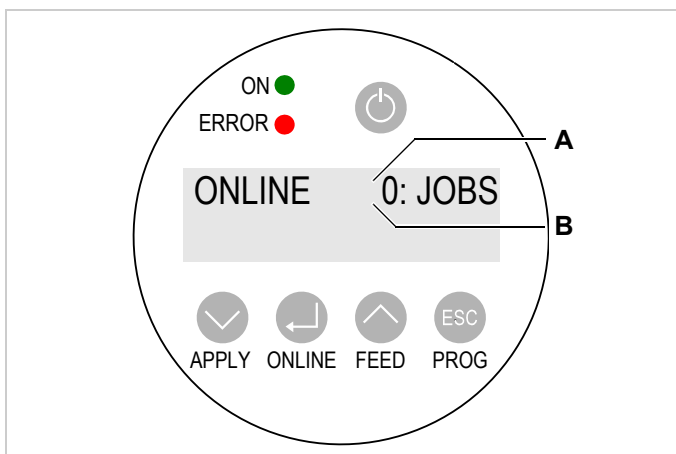 ON
ERROR
A
ONLINE 0: JOBS
B
ESC
APPLY ONLINE FEED PROG